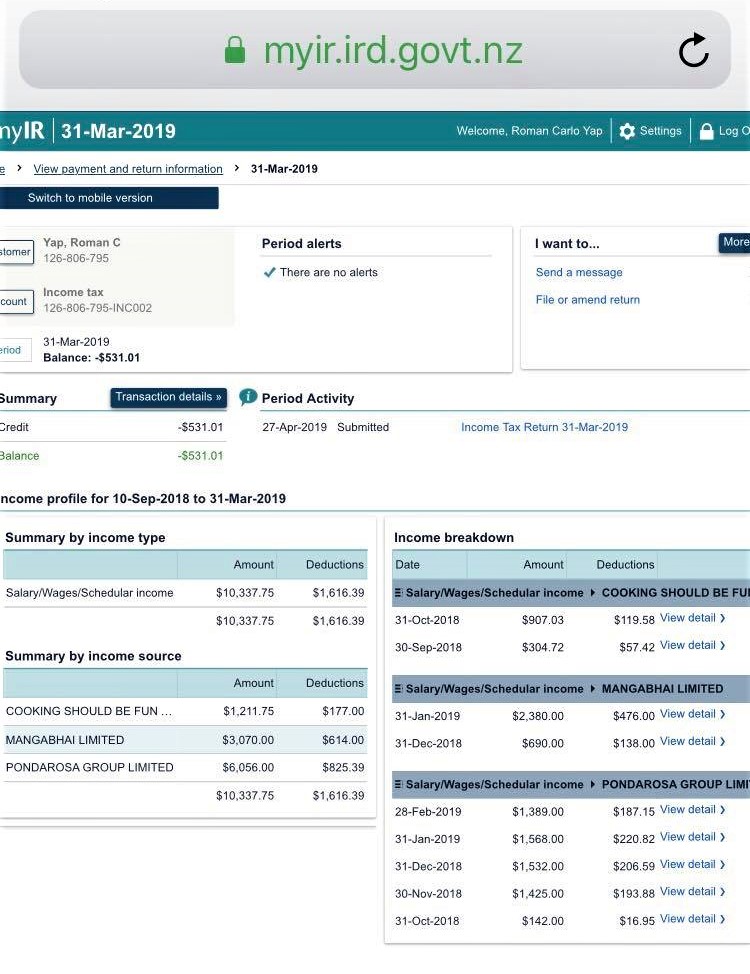 myir.ird.govt.nz
myIR 31-Mar-2019 Welcome, Roman Carlo Yap Settings Log O
e > View payment and return information > 31-Mar-2019
Switch to mobile version
stomer Yap, Roman C
126-806-795
count Income tax
126-806-795-INC002
eriod 31-Mar-2019
Balance: -$531.01
Period alerts
There are no alerts
I want to... More
Send a message
File or amend return
Summary Transaction details »
Credit -$531.01
Balance -$531.01
Period Activity
27-Apr-2019 Submitted Income Tax Return 31-Mar-2019
ncome profile for 10-Sep-2018 to 31-Mar-2019
Summary by income type
Amount Deductions
Salary/Wages/Schedular income $10,337.75 $1,616.39
$10,337.75 $1,616.39
Summary by income source
Amount Deductions
COOKING SHOULD BE FUN ... $1,211.75 $177.00
MANGABHAI LIMITED $3,070.00 $614.00
PONDAROSA GROUP LIMITED $6,056.00 $825.39
$10,337.75 $1,616.39
Income breakdown
Date Amount Deductions
Salary/Wages/Schedular income COOKING SHOULD BE FU
31-Oct-2018 $907.03 $119.58 View detail
30-Sep-2018 $304.72 $57.42 View detail
Salary/Wages/Schedular income MANGABHAI LIMITED
31-Jan-2019 $2,380.00 $476.00 View detail
31-Dec-2018 $690.00 $138.00 View detail
Salary/Wages/Schedular income PONDAROSA GROUP LIMI
28-Feb-2019 $1,389.00 $187.15 View detail
31-Jan-2019 $1,568.00 $220.82 View detail
31-Dec-2018 $1,532.00 $206.59 View detail
30-Nov-2018 $1,425.00 $193.88 View detail
31-Oct-2018 $142.00 $16.95 View detail